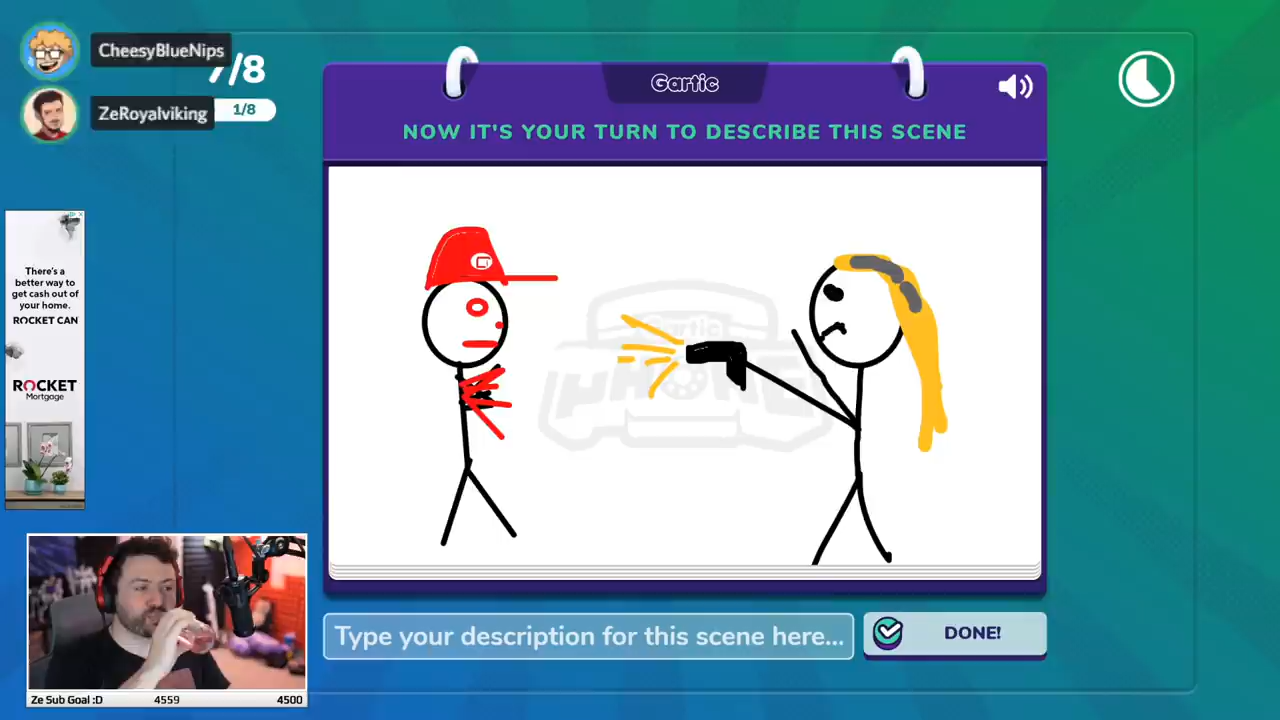 CheesyBlueNips
7/8
ZeRoyalviking
1/8
Gartic
NOW IT'S YOUR TURN TO DESCRIBE THIS SCENE
Gartic
PHONE
There's a
better way to
get cash out of
your home.
ROCKET CAN
ROCKET
Mortgage
Type your description for this scene here...
DONE!
Ze Sub Goal :D 4559 4500